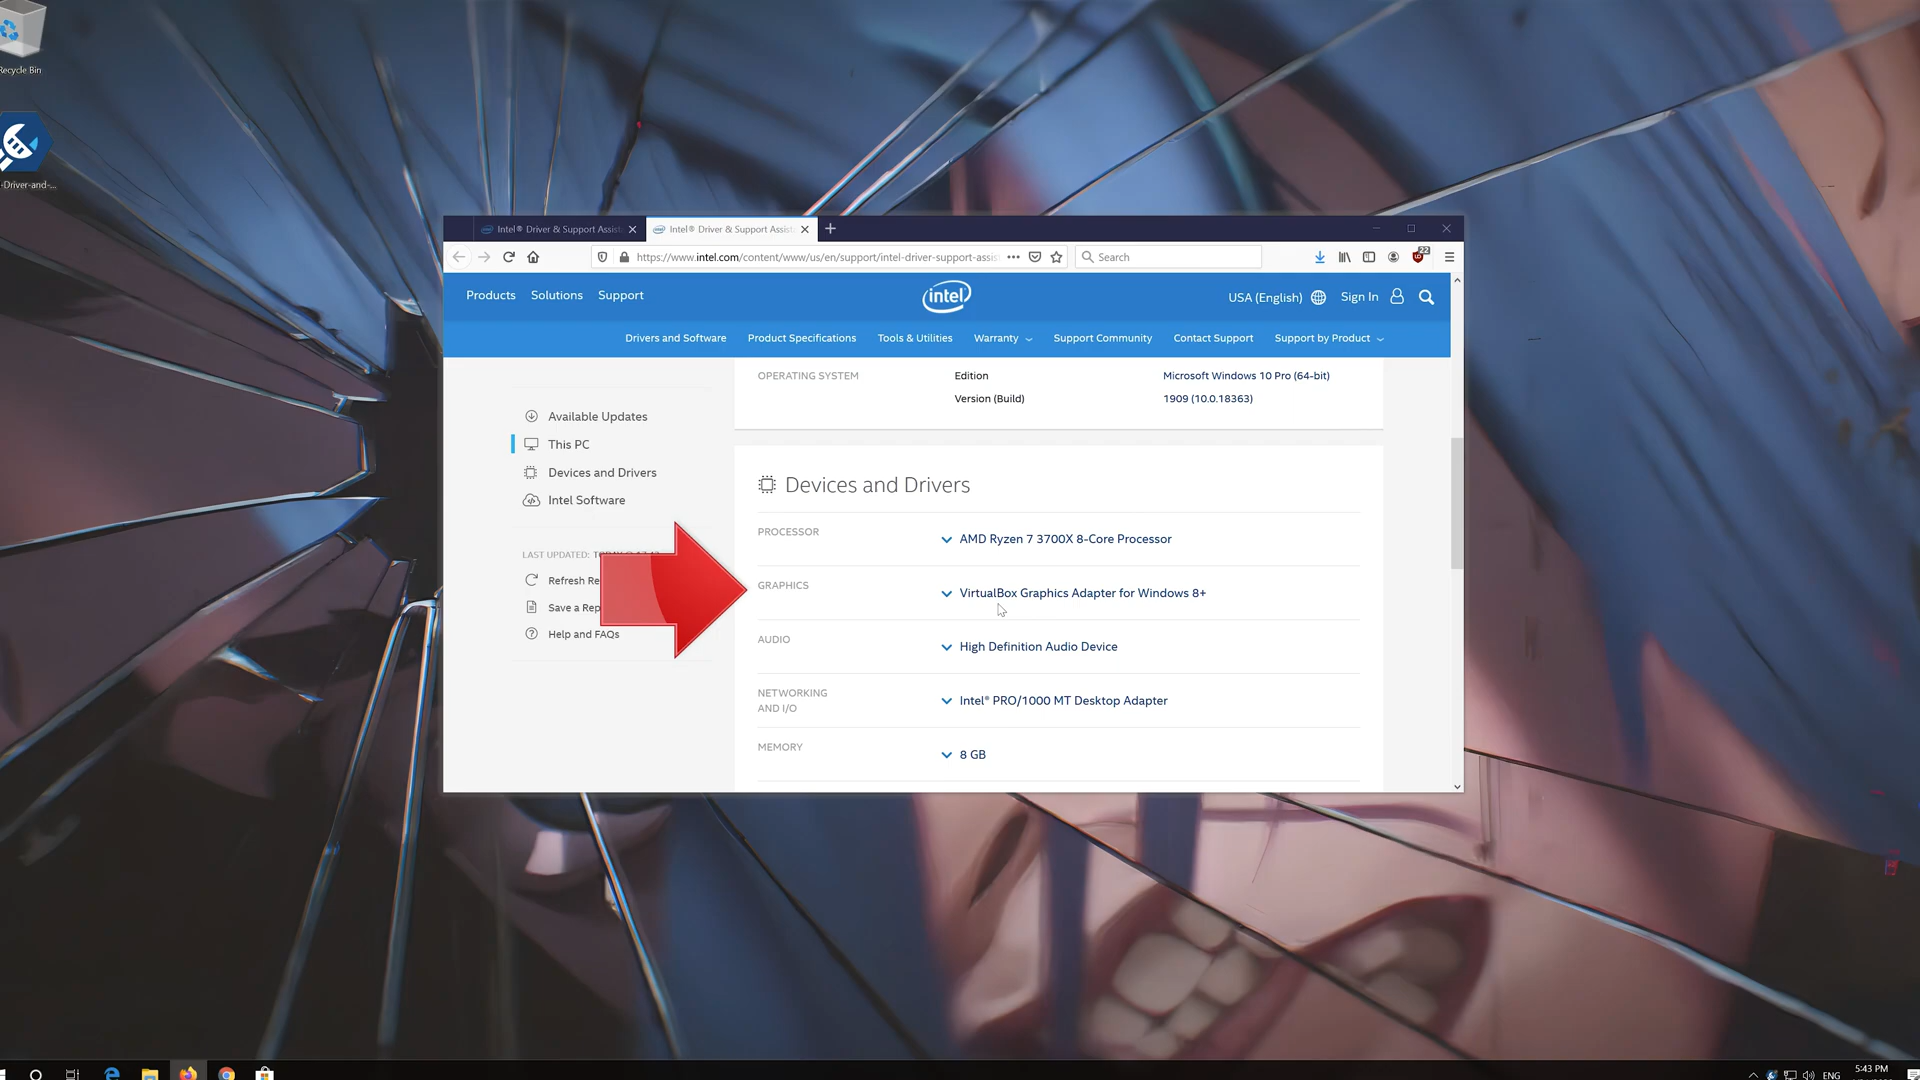 Recycle Bin
-Driver-and-...
Intel® Driver & Support Assist
Intel® Driver & Support Assist
https://www.intel.com/content/www/us/en/support/intel-driver-support-assis
Search
22
Products
Solutions
Support
intel
USA (English)
Sign In
Drivers and Software
Product Specifications
Tools & Utilities
Warranty
Support Community
Contact Support
Support by Product
OPERATING SYSTEM
Edition
Microsoft Windows 10 Pro (64-bit)
Version (Build)
1909 (10.0.18363)
Available Updates
This PC
Devices and Drivers
Intel Software
LAST UPDATED:
Refresh Re
Save a Rep
Help and FAQs
Devices and Drivers
PROCESSOR
AMD Ryzen 7 3700X 8-Core Processor
GRAPHICS
VirtualBox Graphics Adapter for Windows 8+
AUDIO
High Definition Audio Device
NETWORKING
AND I/O
Intel® PRO/1000 MT Desktop Adapter
MEMORY
8 GB
ENG
5:43 PM